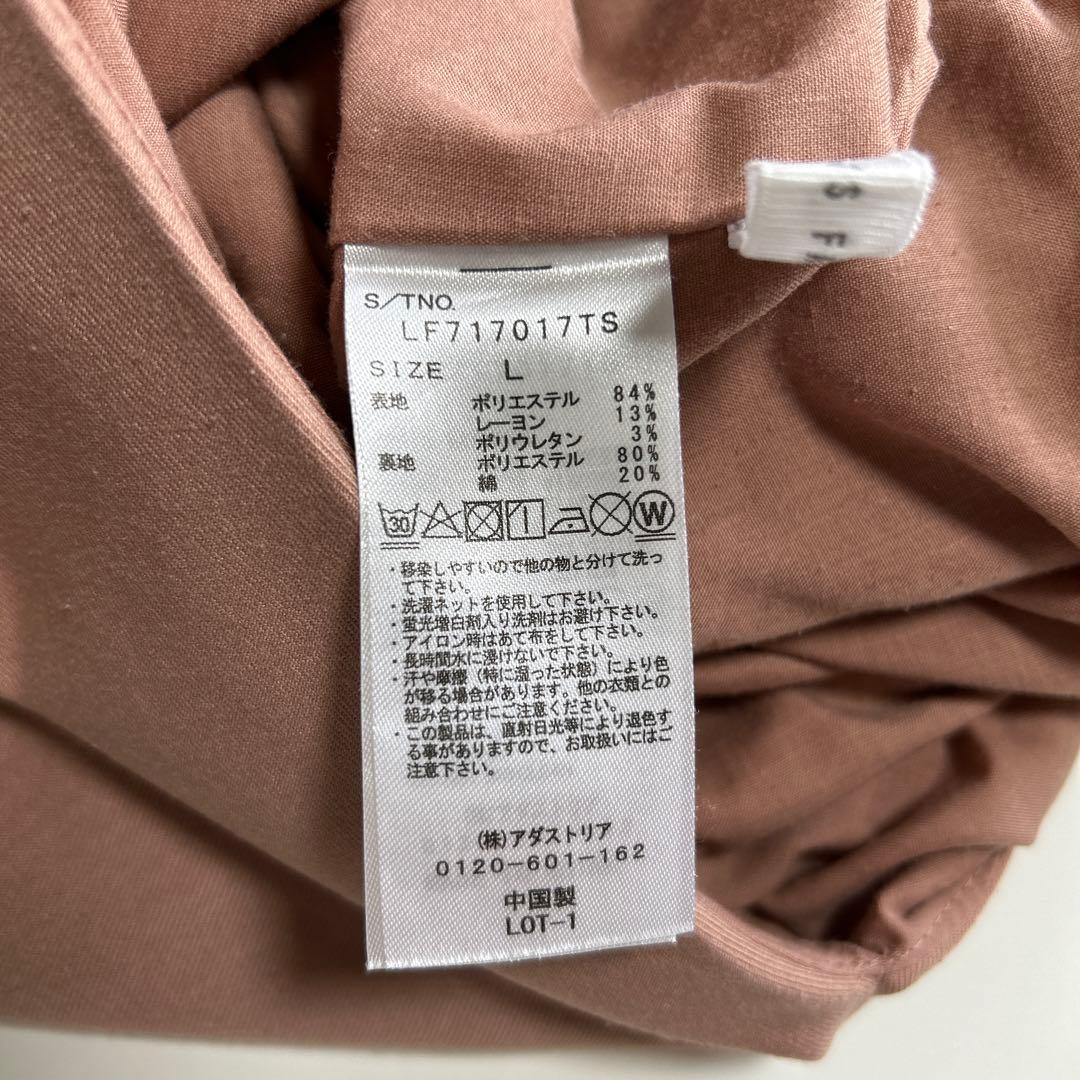 S
F
S/TNO.
LF717017TS
SIZE L
表地 ポリエステル 84%
レーヨン 13%
ポリウレタン 3%
裏地 ポリエステル 80%
綿 20%
30 W
・移染しやすいので他の物と分けて洗っ
て下さい。
・洗濯ネットを使用して下さい。
・蛍光増白剤入り洗剤はお避け下さい。
・アイロン時はあて布をして下さい。
・長時間水に浸けないで下さい。
・汗や摩擦（特に湿った状態）により色
が移る場合があります。他の衣類との
組み合わせにご注意ください。
・この製品は、直射日光等により退色す
る事がありますので、お取扱いにはご
注意下さい。
(株)アダストリア
0120-601-162
中国製
LOT-1